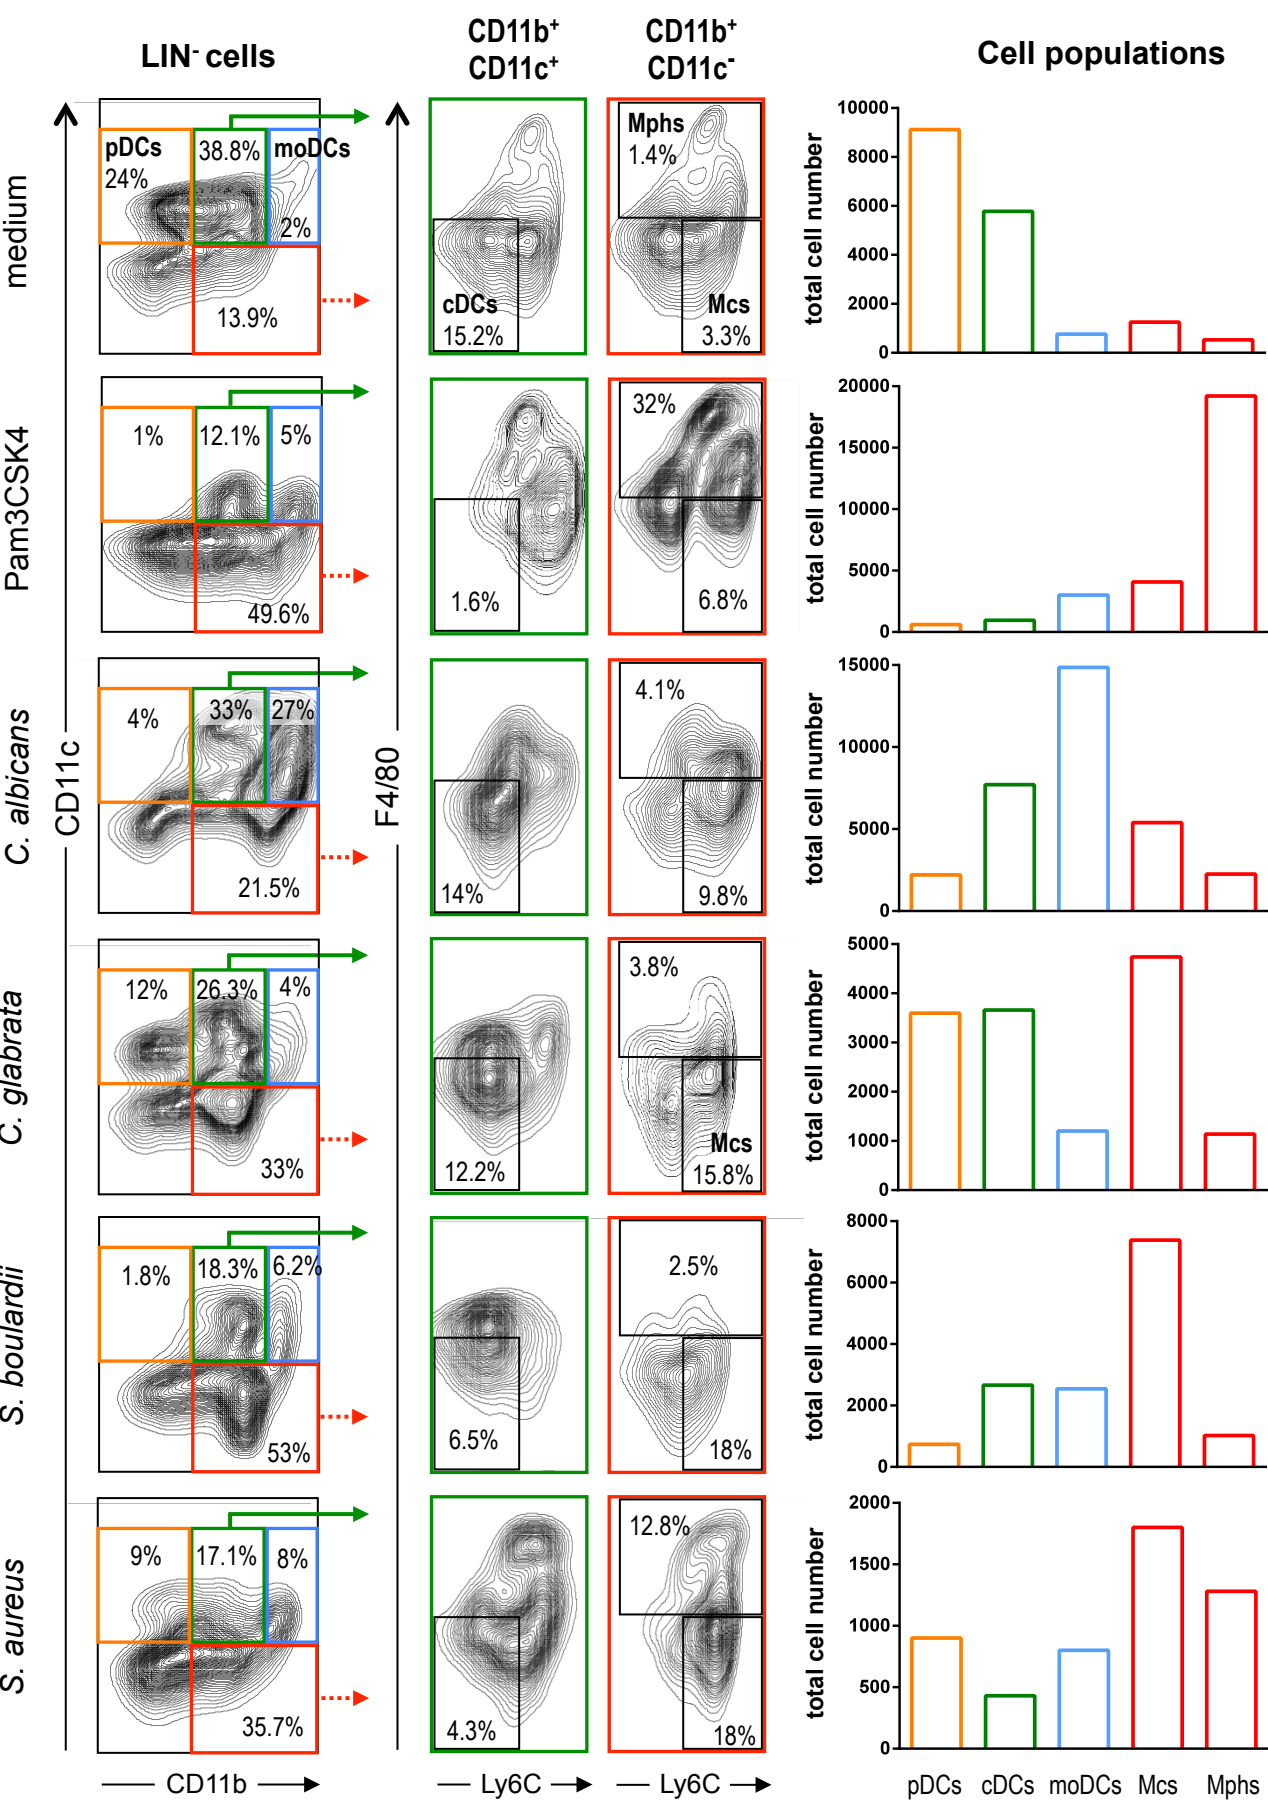 LIN- cells
CD11b+
CD11c+
CD11b+
CD11c-
Cell populations
medium
CD11c
F4/80
pDCs
24%
38.8%
moDCs
2%
13.9%
cDCs
15.2%
Mphs
1.4%
Mcs
3.3%
total cell number
10000
8000
6000
4000
2000
0
Pam3CSK4
1%
12.1%
5%
49.6%
1.6%
32%
6.8%
total cell number
20000
15000
10000
5000
0
C. albicans
4%
33%
27%
21.5%
14%
4.1%
9.8%
total cell number
15000
10000
5000
0
C. glabrata
12%
26.3%
4%
33%
12.2%
3.8%
Mcs
15.8%
total cell number
5000
4000
3000
2000
1000
0
S. boulardii
1.8%
18.3%
6.2%
53%
6.5%
2.5%
18%
total cell number
8000
6000
4000
2000
0
S. aureus
9%
17.1%
8%
35.7%
4.3%
12.8%
18%
total cell number
2000
1500
1000
500
0
CD11b
Ly6C
Ly6C
pDCs cDCs moDCs Mcs Mphs